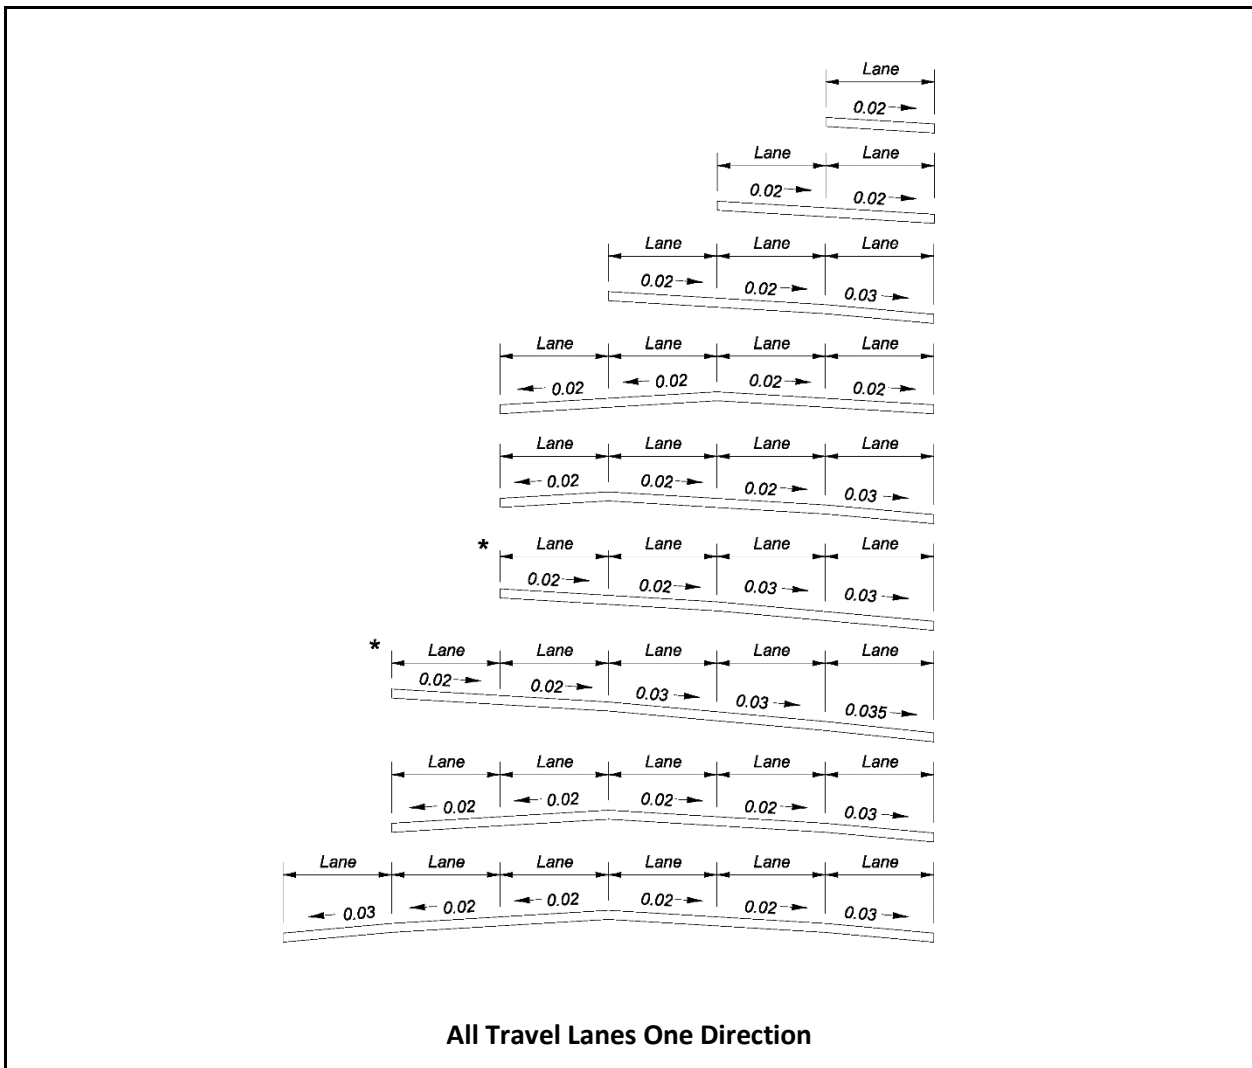 Lane
0.02
Lane Lane
0.02 0.02
Lane Lane Lane
0.02 0.02 0.03
Lane Lane Lane Lane
0.02 0.02 0.02 0.02
Lane Lane Lane Lane
0.02 0.02 0.02 0.03
* Lane Lane Lane Lane
0.02 0.02 0.03 0.03
* Lane Lane Lane Lane Lane
0.02 0.02 0.03 0.03 0.035
Lane Lane Lane Lane Lane
0.02 0.02 0.02 0.02 0.03
Lane Lane Lane Lane Lane Lane
0.03 0.02 0.02 0.02 0.02 0.03
All Travel Lanes One Direction